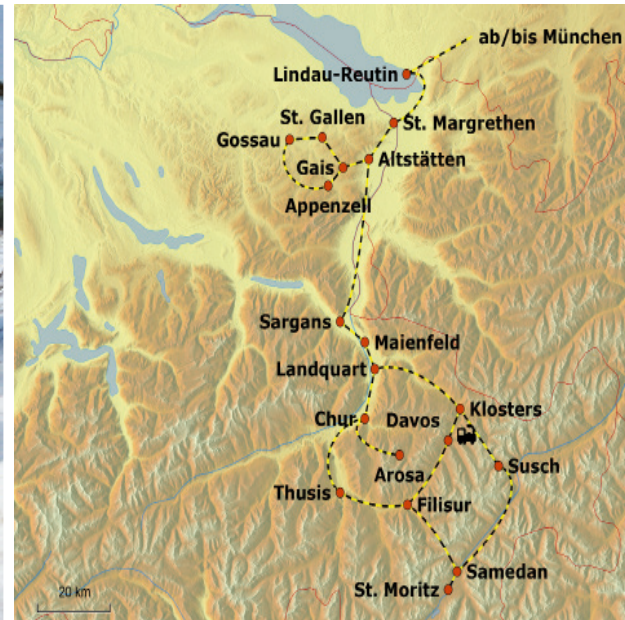 ab/bis München
Lindau-Reutin
St. Gallen
St. Margrethen
Gossau
Gais
Altstätten
Appenzell
Sargans
Maienfeld
Landquart
Klosters
Chur
Davos
Arosa
Susch
Thusis
Filisur
Samedan
St. Moritz
20 km